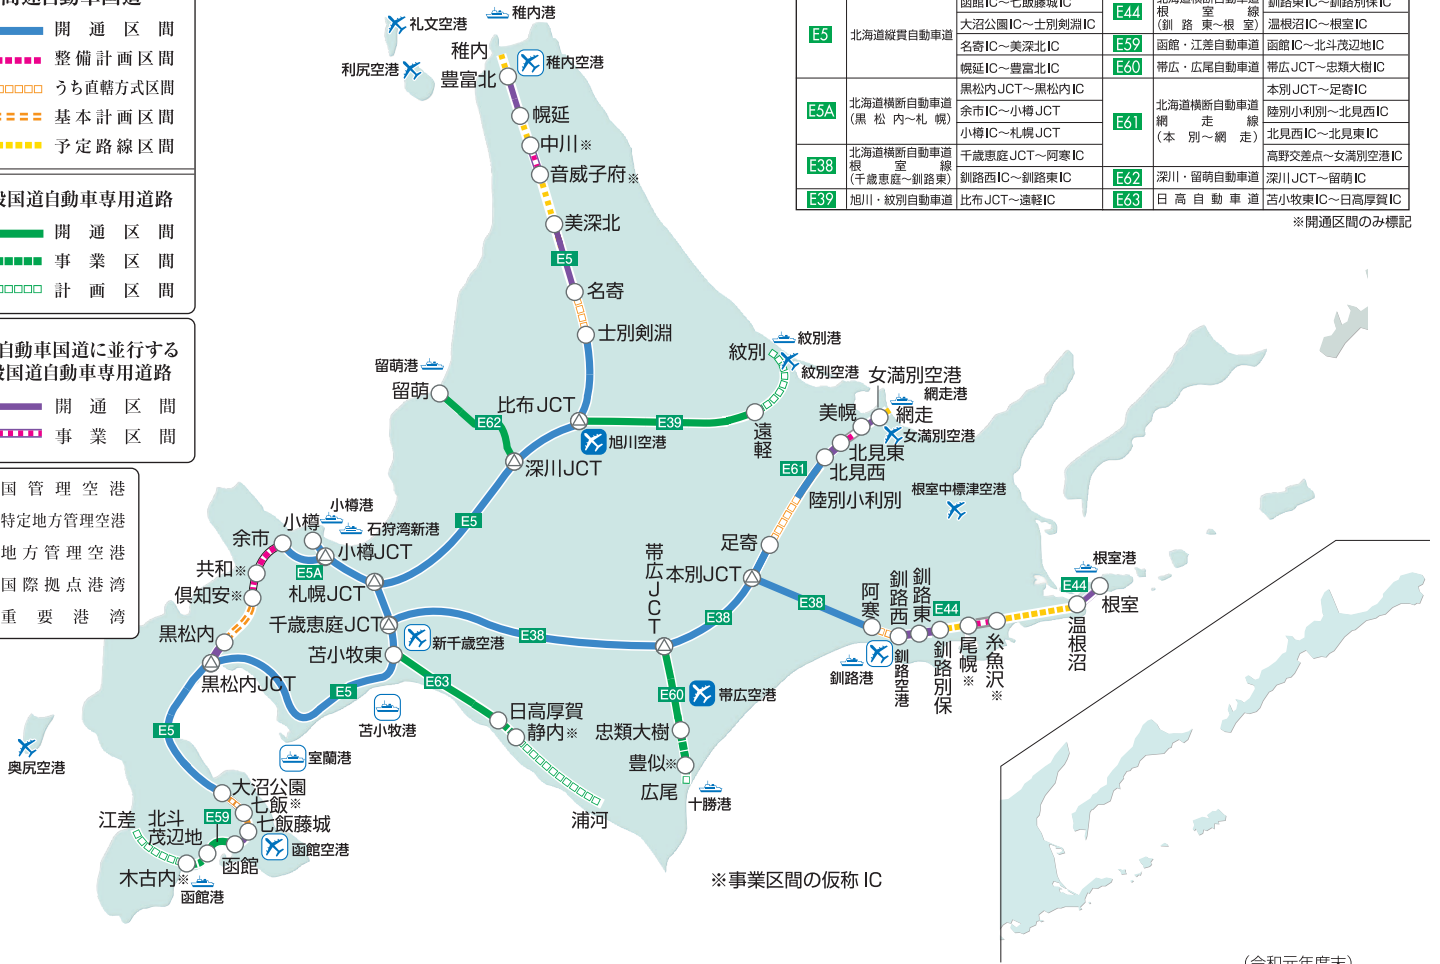 開通区間
整備計画区間
うち直轄方式区間
基本計画区間
予定路線区間
設国道自動車専用道路
開通区間
事業区間
計画区間
自動車国道に並行する
設国道自動車専用道路
開通区間
事業区間
国管理空港
特定地方管理空港
地方管理空港
国際拠点港湾
重要港湾
E5 北海道縦貫自動車道
函館IC～七飯藤城IC
大沼公園IC～士別剣淵IC
名寄IC～美深北IC
幌延IC～豊富北IC
E5A 北海道横断自動車道
(黒松内～札幌)
黒松内JCT～黒松内IC
余市IC～小樽JCT
小樽IC～札幌JCT
E38 北海道横断自動車道
根室線
(千歳恵庭～釧路東)
千歳恵庭JCT～阿寒IC
釧路西IC～釧路東IC
E39 旭川・紋別自動車道 比布JCT～遠軽IC
E44 北海道横断自動車道
根室線
(釧路東～根室)
釧路東IC～釧路別保IC
温根沼IC～根室IC
E59 函館・江差自動車道 函館IC～北斗茂辺地IC
E60 帯広・広尾自動車道 帯広JCT～忠類大樹IC
E61 北海道横断自動車道
網走線
(本別～網走)
本別JCT～足寄IC
陸別小利別～北見西IC
北見西IC～北見東IC
高野交差点～女満別空港IC
E62 深川・留萌自動車道 深川JCT～留萌IC
E63 日高自動車道 苫小牧東IC～日高厚賀IC
※開通区間のみ標記
礼文空港
稚内港
稚内
稚内空港
利尻空港
豊富北
幌延
中川※
音威子府※
美深北
E5
名寄
士別剣淵
留萌港
留萌
紋別港
紋別
紋別空港
比布JCT
E62
E39
旭川空港
遠軽
深川JCT
女満別空港
網走港
美幌
網走
女満別空港
北見東
北見西
E61
陸別小利別
根室中標津空港
小樽港
小樽
石狩湾新港
E5
余市
小樽JCT
足寄
共和※
E5A
倶知安※
札幌JCT
帯広JCT
本別JCT
根室港
E44
根室
黒松内
千歳恵庭JCT
新千歳空港
E38
E38
E38
阿寒
釧路西
釧路東
E44
釧路別保
尾幌※
糸魚沢※
温根沼
苫小牧東
釧路港
釧路空港
黒松内JCT
E5
E63
E60
帯広空港
苫小牧港
日高厚賀
静内※
忠類大樹
E5
奥尻空港
室蘭港
豊似※
広尾
十勝港
浦河
大沼公園
七飯※
江差
北斗
茂辺地
E59
七飯藤城
函館空港
函館
木古内※
函館港
※事業区間の仮称 IC
(令和元年度末)